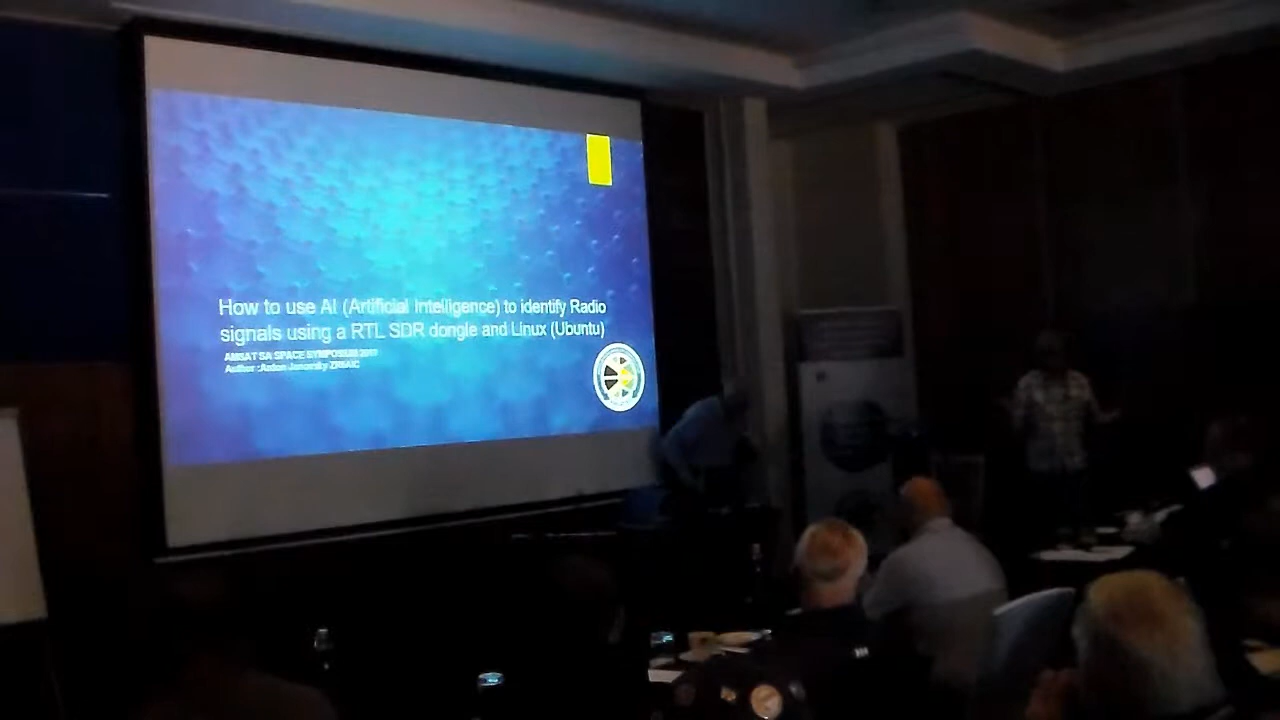 How to use AI (Artificial Intelligence) to identify Radio
signals using a RTL SDR dongle and Linux (Ubuntu)
AMSAT SA SPACE SYMPOSIUM
Author :